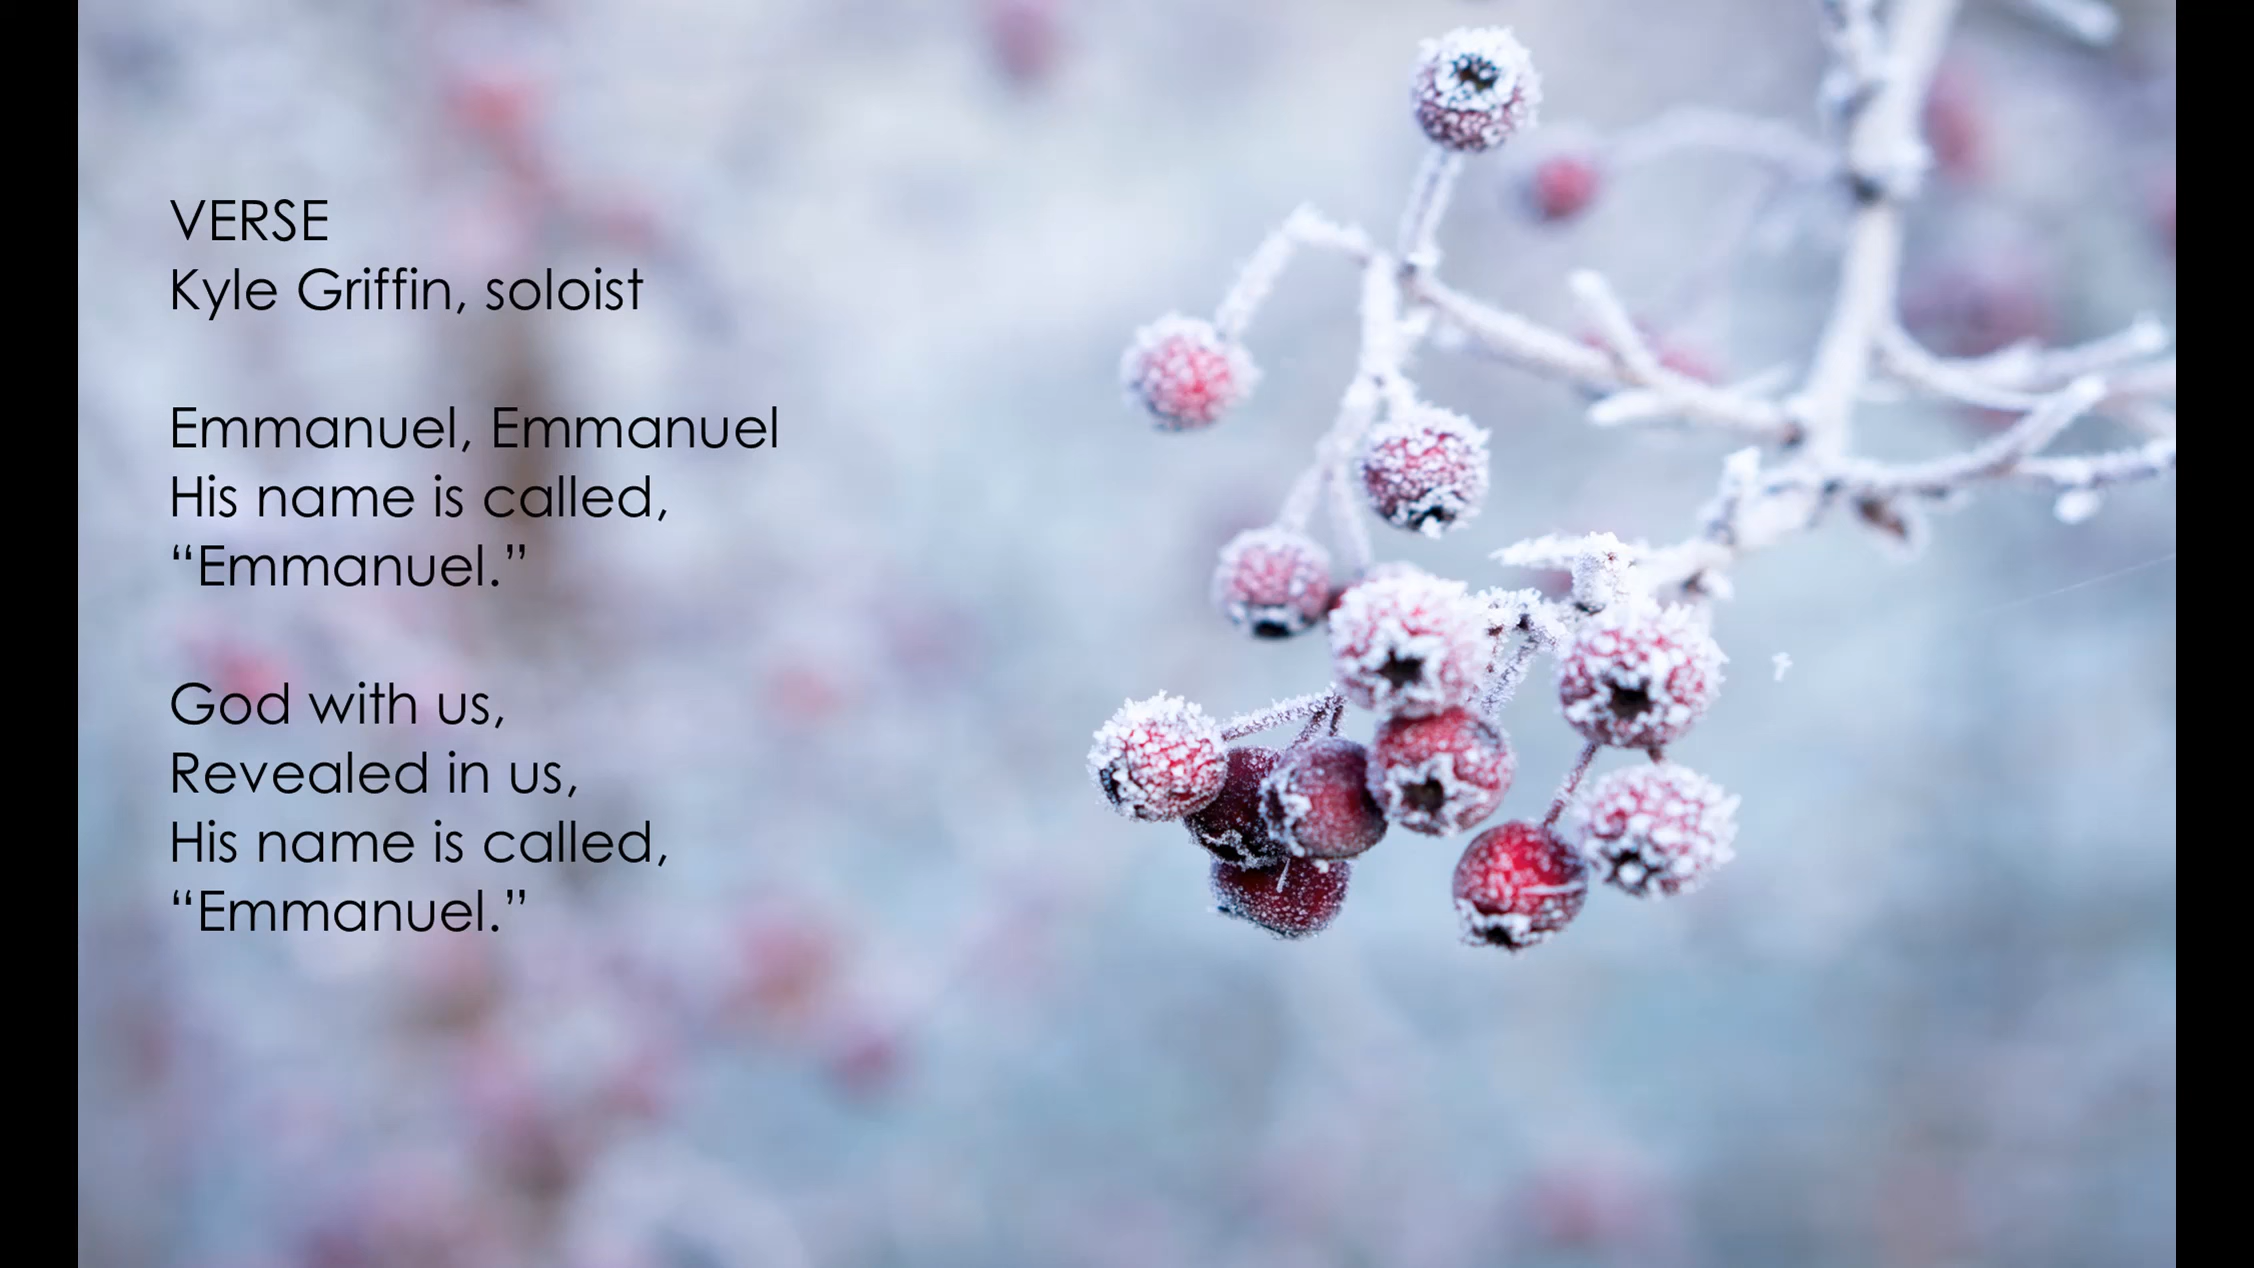 VERSE
Kyle Griffin, soloist
Emmanuel, Emmanuel
His name is called,
“Emmanuel.”
God with us,
Revealed in us,
His name is called,
“Emmanuel.”